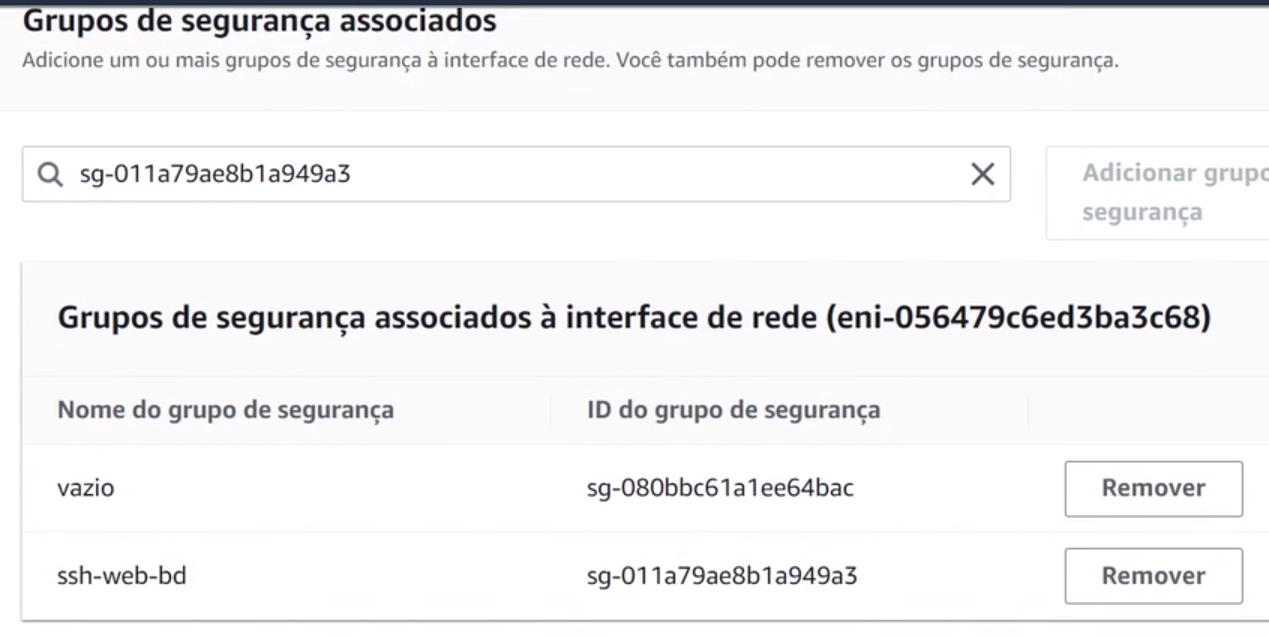 Grupos de segurança associados
Adicione um ou mais grupos de segurança à interface de rede. Você também pode remover os grupos de segurança.
sg-011a79ae8b1a949a3
Adicionar grupo
segurança
Grupos de segurança associados à interface de rede (eni-056479c6ed3ba3c68)
Nome do grupo de segurança ID do grupo de segurança
vazio sg-080bbc61a1ee64bac Remover
ssh-web-bd sg-011a79ae8b1a949a3 Remover